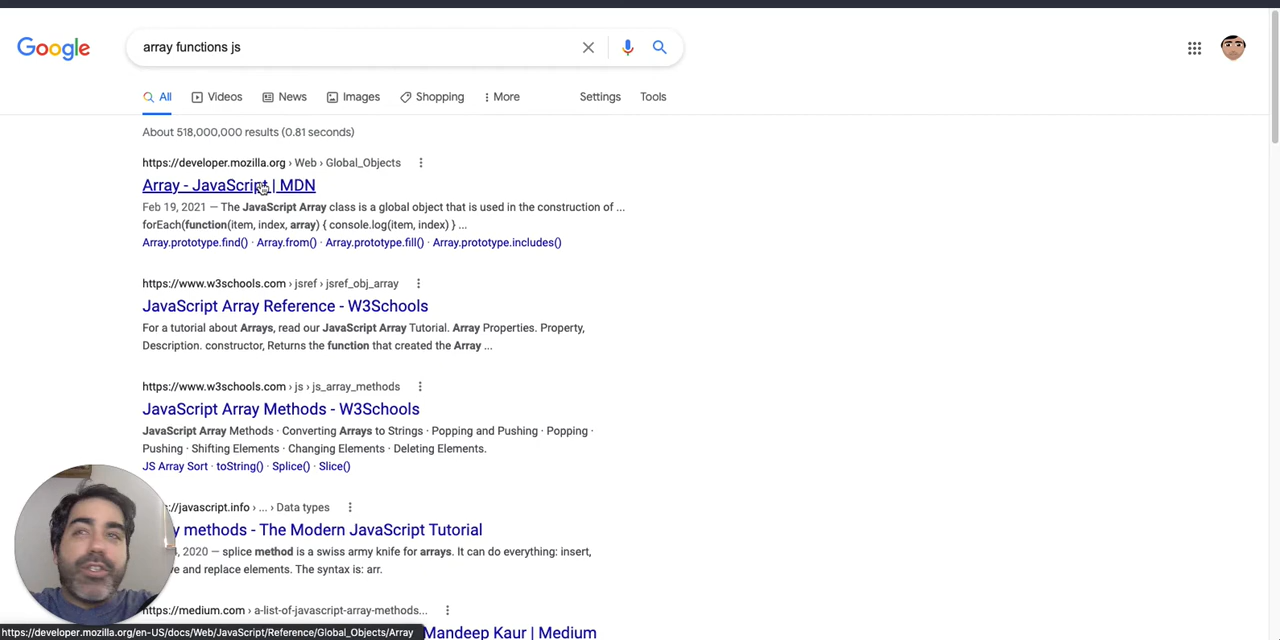 Google
array functions js
All
Videos
News
Images
Shopping
More
Settings
Tools
About 518,000,000 results (0.81 seconds)
https://developer.mozilla.org › Web › Global_Objects
Array - JavaScript | MDN
Feb 19, 2021 — The JavaScript Array class is a global object that is used in the construction of ...
forEach(function(item, index, array) { console.log(item, index) } ...
Array.prototype.find() · Array.from() · Array.prototype.fill() · Array.prototype.includes()
https://www.w3schools.com › jsref › jsref_obj_array
JavaScript Array Reference - W3Schools
For a tutorial about Arrays, read our JavaScript Array Tutorial. Array Properties. Property,
Description. constructor, Returns the function that created the Array ...
https://www.w3schools.com › js › js_array_methods
JavaScript Array Methods - W3Schools
JavaScript Array Methods · Converting Arrays to Strings · Popping and Pushing · Popping ·
Pushing · Shifting Elements · Changing Elements · Deleting Elements.
JS Array Sort · toString() · Splice() · Slice()
://javascript.info › ... › Data types
methods - The Modern JavaScript Tutorial
, 2020 — splice method is a swiss army knife for arrays. It can do everything: insert,
and replace elements. The syntax is: arr.
https://medium.com › a-list-of-javascript-array-methods...
Mandeep Kaur | Medium
https://developer.mozilla.org/en-US/docs/Web/JavaScript/Reference/Global_Objects/Array